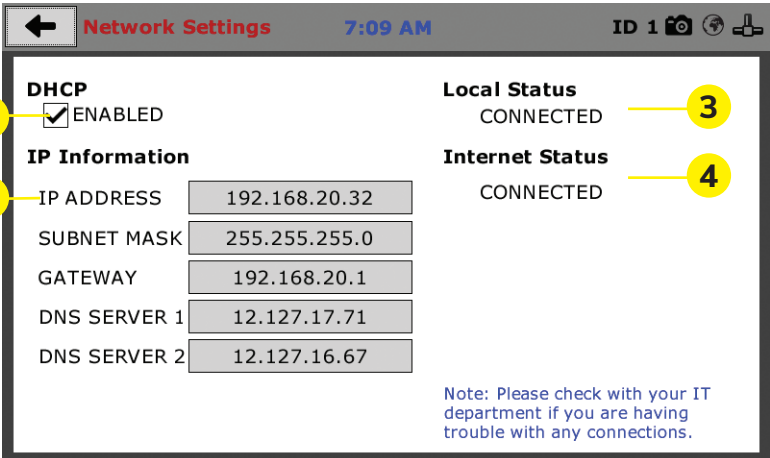 Network Settings 7:09 AM ID 1
DHCP
ENABLED
IP Information
IP ADDRESS 192.168.20.32
SUBNET MASK 255.255.255.0
GATEWAY 192.168.20.1
DNS SERVER 1 12.127.17.71
DNS SERVER 2 12.127.16.67
Local Status
CONNECTED 3
Internet Status
CONNECTED 4
Note: Please check with your IT
department if you are having
trouble with any connections.